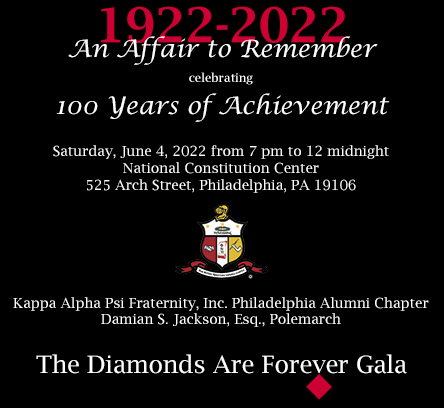 1922-2022
An Affair to Remember
celebrating
100 Years of Achievement
Saturday, June 4, 2022 from 7 pm to 12 midnight
National Constitution Center
525 Arch Street, Philadelphia, PA 19106
Kappa Alpha Psi Fraternity, Inc. Philadelphia Alumni Chapter
Damian S. Jackson, Esq., Polemarch
The Diamonds Are Forever Gala